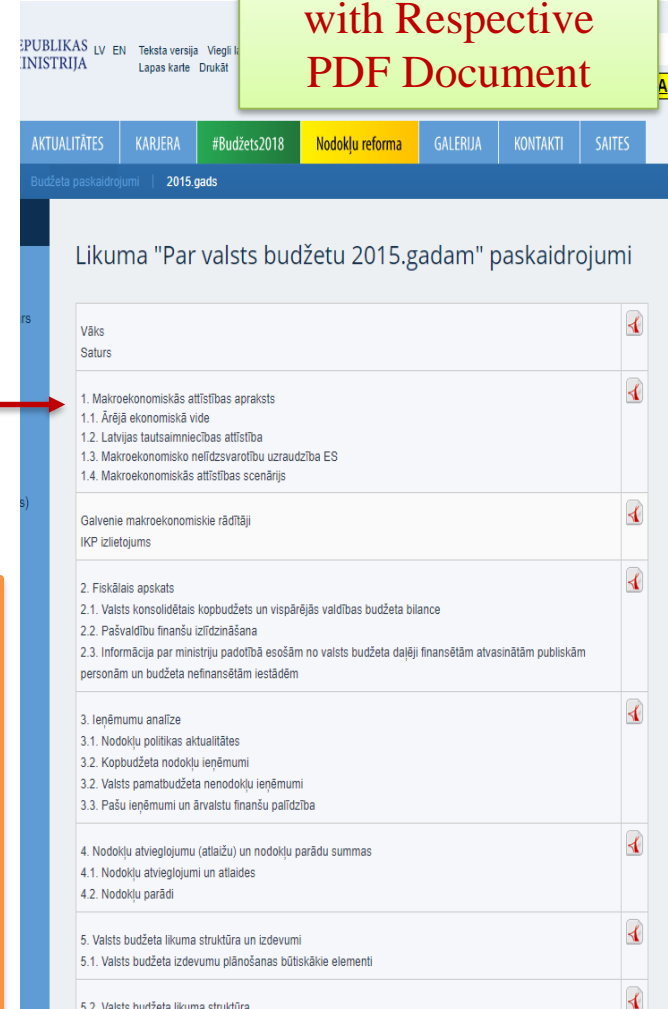 with Respective
PDF Document
LV EN Teksta versija Viegli
Lapas karte Drukāt
AKTUALITĀTES KARJERA #Budžets2018 Nodokļu reforma GALERIJA KONTAKTI SAITES
Budžeta paskaidrojumi | 2015.gads
Likuma "Par valsts budžetu 2015.gadam" paskaidrojumi
Vāks
Saturs
1. Makroekonomiskās attīstības apraksts
1.1. Ārējā ekonomiskā vide
1.2. Latvijas tautsaimniecības attīstība
1.3. Makroekonomisko nelīdzsvarotību uzraudzība ES
1.4. Makroekonomiskās attīstības scenārijs
Galvenie makroekonomiskie rādītāji
IKP izlietojums
2. Fiskālais apskats
2.1. Valsts konsolidētais kopbudžets un vispārējās valdības budžeta bilance
2.2. Pašvaldību finanšu izlīdzināšana
2.3. Informācija par ministriju padotībā esošām no valsts budžeta daļēji finansētām atvasinātām publiskām
personām un budžeta nefinansētām iestādēm
3. Ieņēmumu analīze
3.1. Nodokļu politikas aktualitātes
3.2. Kopbudžeta nodokļu ieņēmumi
3.2. Valsts pamatbudžeta nenodokļu ieņēmumi
3.3. Pašu ieņēmumi un ārvalstu finanšu palīdzība
4. Nodokļu atvieglojumu (atlaižu) un nodokļu parādu summas
4.1. Nodokļu atvieglojumi un atlaides
4.2. Nodokļu parādi
5. Valsts budžeta likuma struktūra un izdevumi
5.1. Valsts budžeta izdevumu plānošanas būtiskākie elementi
5.2. Valsts budžeta likuma struktūra